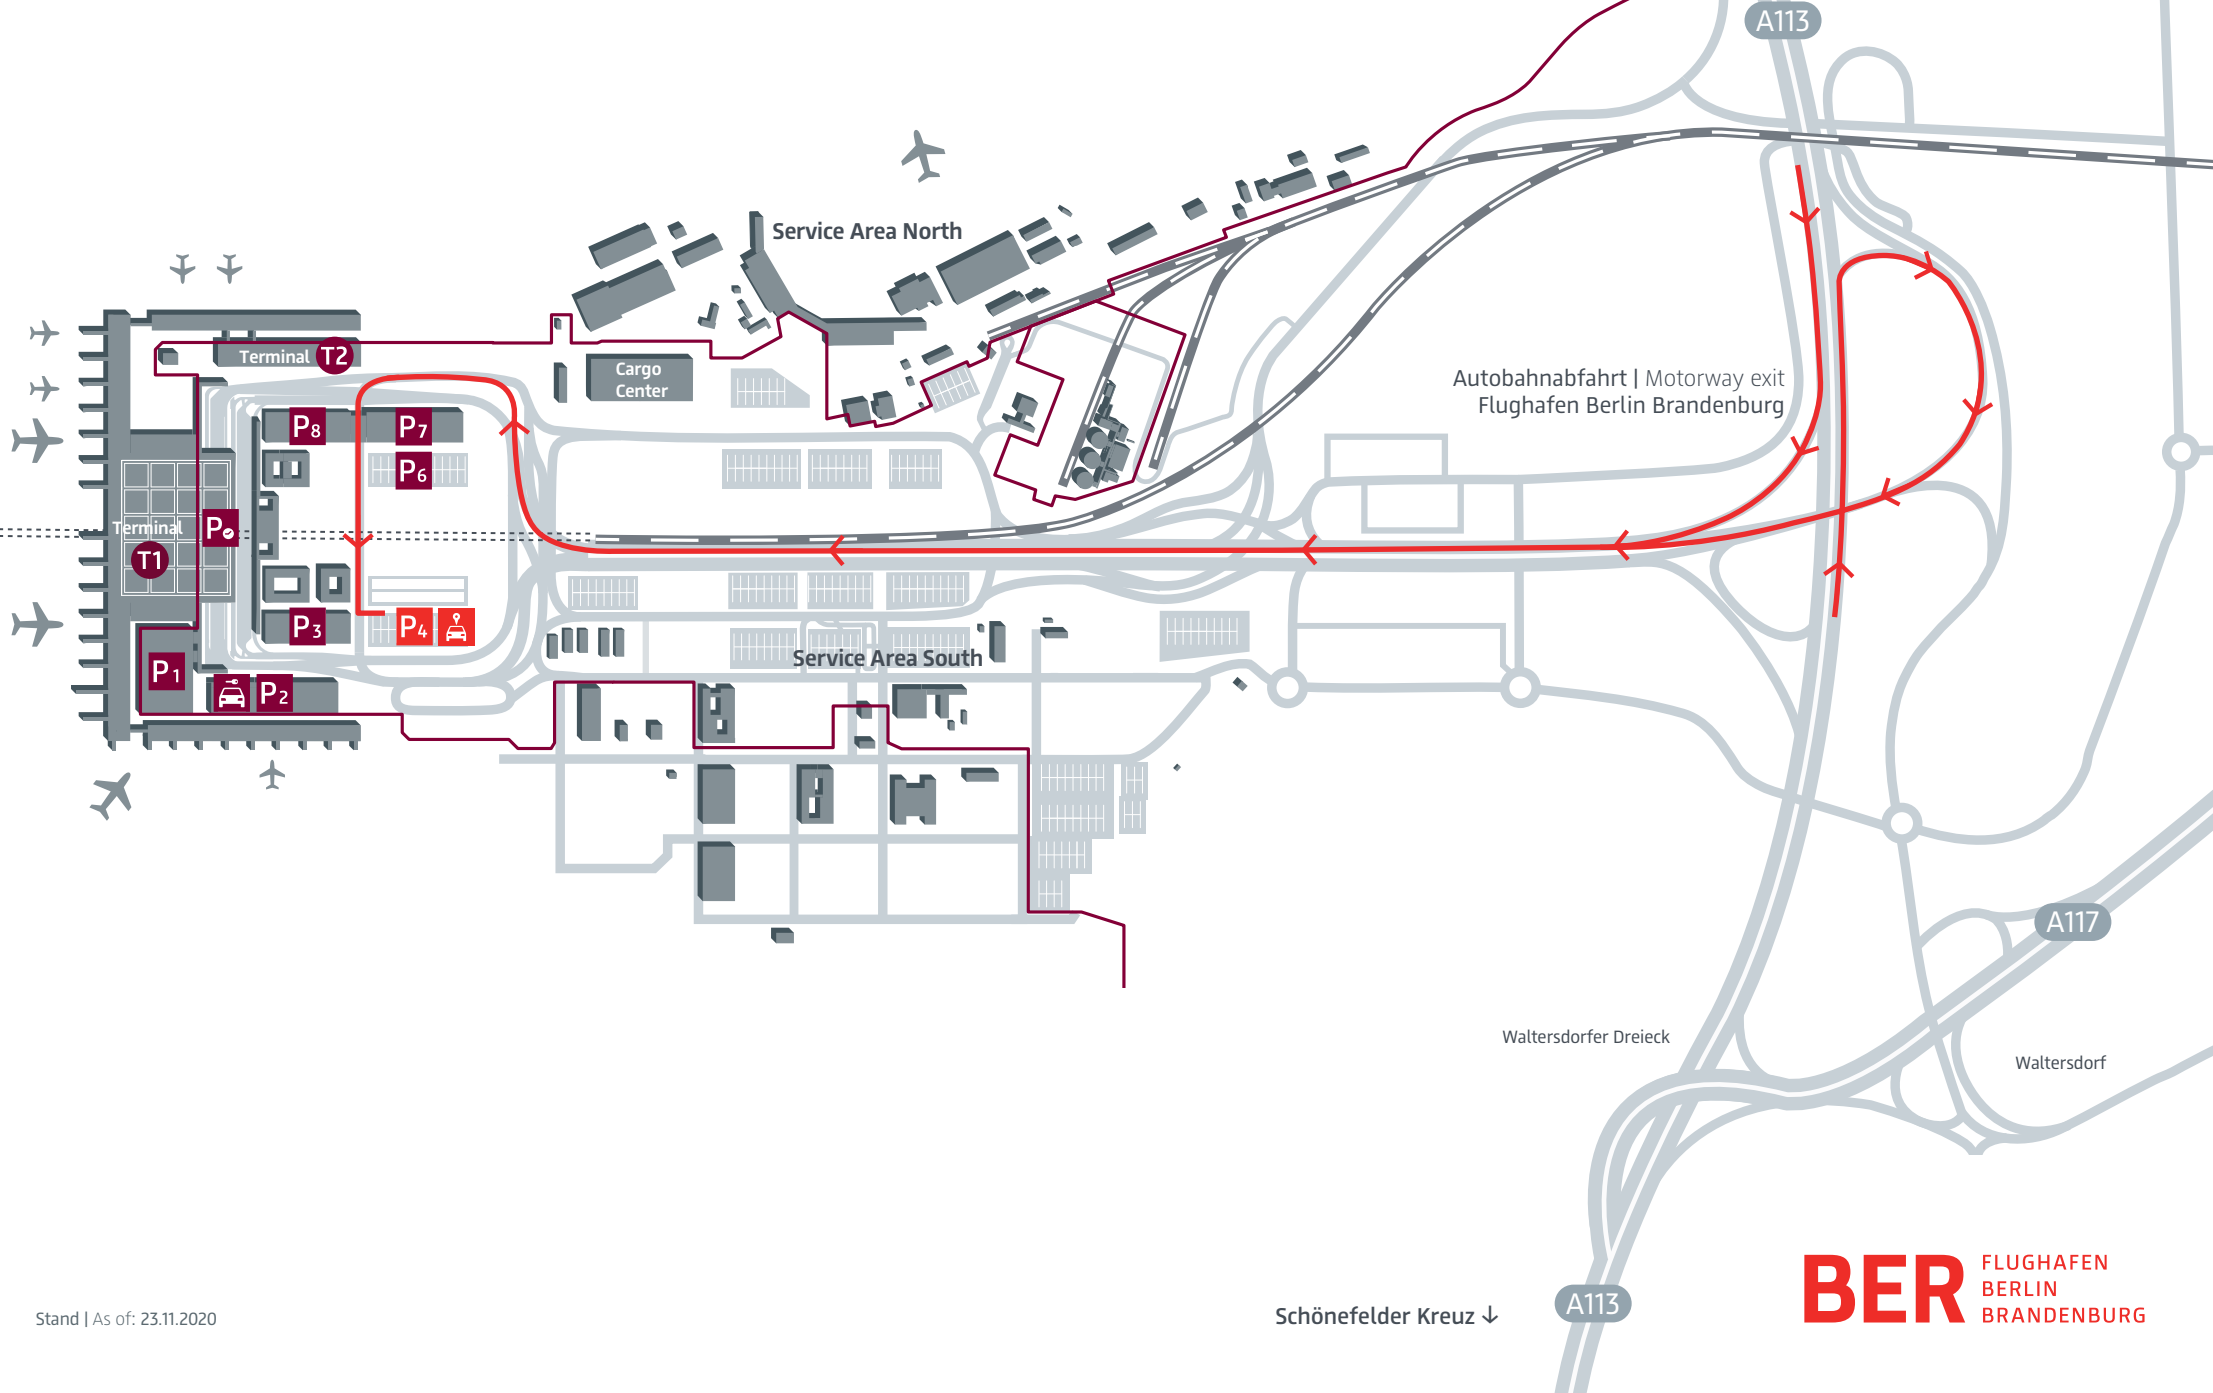 A113
Service Area North
Terminal T2
Cargo
Center
Autobahnabfahrt | Motorway exit
Flughafen Berlin Brandenburg
P8
P7
P6
Terminal
P
T1
P3
P4
P1
P2
Service Area South
A117
Waltersdorfer Dreieck
Waltersdorf
A113
Schönefelder Kreuz ↓
Stand | As of: 23.11.2020
BER
FLUGHAFEN
BERLIN
BRANDENBURG